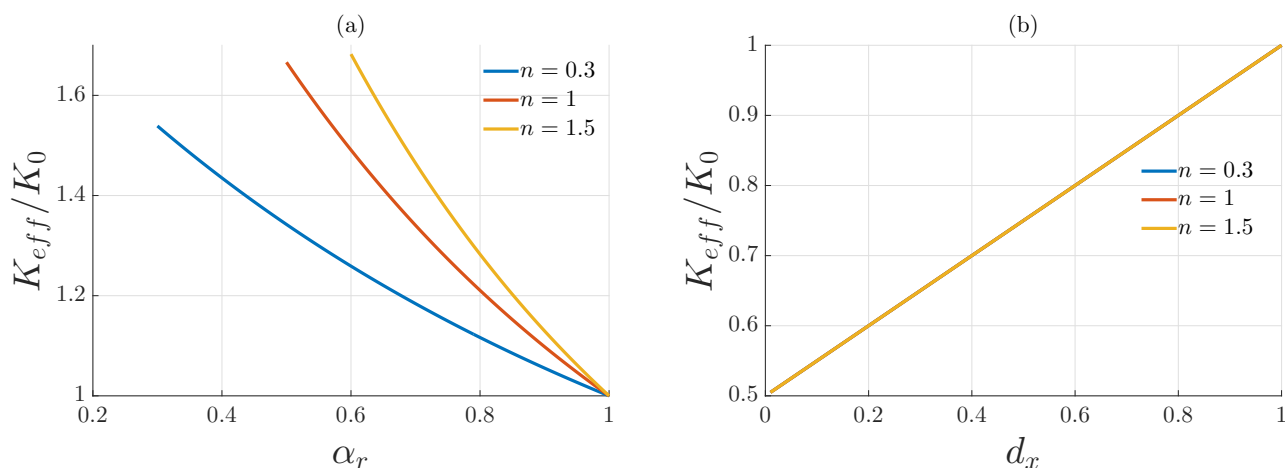 (a)
K_{eff}/K_0
1.6
1.4
1.2
1
0.2
0.4
0.6
0.8
1
α_r
n = 0.3
n = 1
n = 1.5
(b)
K_{eff}/K_0
1
0.9
0.8
0.7
0.6
0.5
0
0.2
0.4
0.6
0.8
1
d_x
n = 0.3
n = 1
n = 1.5